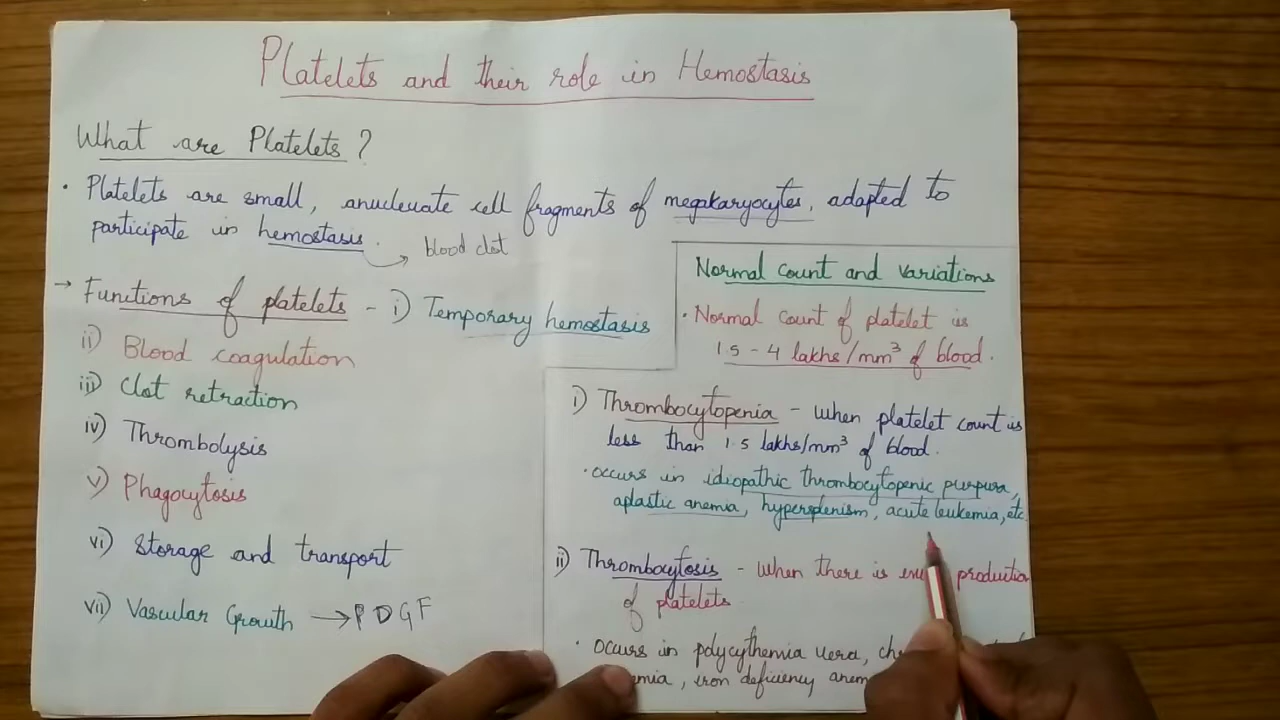 Platelets and their role in Hemostasis
What are Platelets?
• Platelets are small, anucleuate cell fragments of megakaryocytes, adapted to
participate in hemostasis. → blood clot
→ Functions of platelets - i) Temporary hemostasis
ii) Blood coagulation
iii) Clot retraction
iv) Thrombolysis
v) Phagocytosis
vi) Storage and transport
vii) Vascular Growth → PDGF
Normal count and variations
• Normal count of platelet is
1.5 - 4 lakhs/mm³ of blood.
i) Thrombocytopenia - when platelet count is
less than 1.5 lakhs/mm³ of blood.
• occurs in idiopathic thrombocytopenic purpura,
aplastic anemia, hypersplenism, acute leukemia, etc.
ii) Thrombocytosis - when there is production
of platelets.
• occurs in polycythemia vera,
iron deficiency